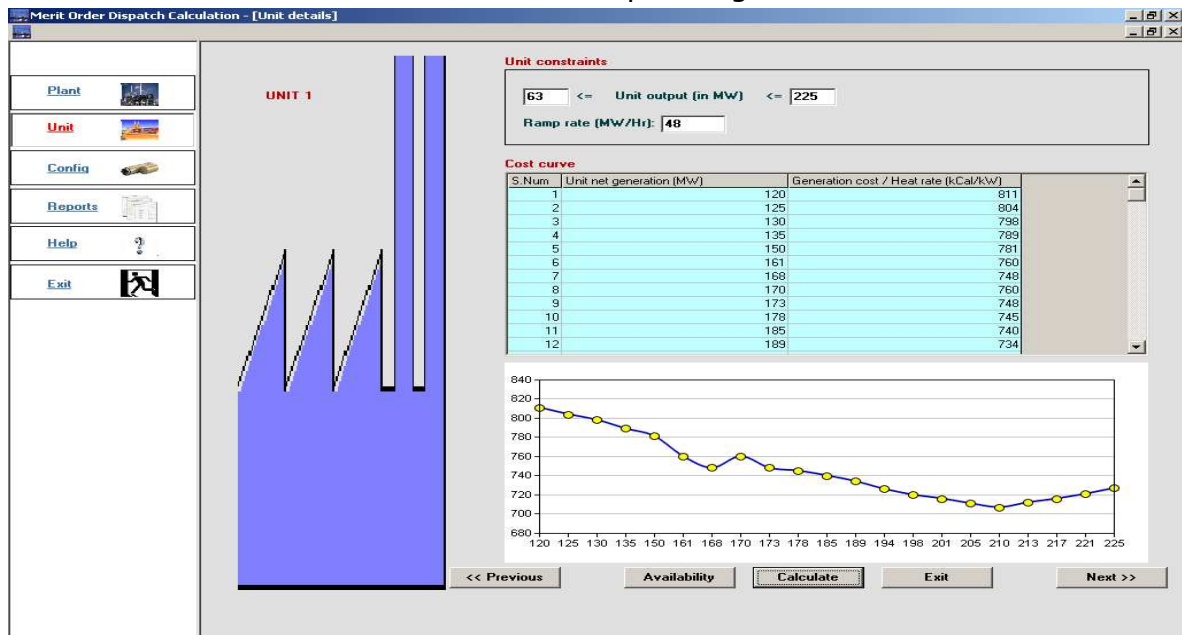 Merit Order Dispatch Calculation - [Unit details]
Plant
Unit
Config
Reports
Help
Exit
UNIT 1
Unit constraints
63 <= Unit output (in MW) <= 225
Ramp rate (MW/Hr): 48
Cost curve
S.Num Unit net generation (MW) Generation cost / Heat rate (kCal/kW)
1 120 811
2 125 804
3 130 798
4 135 789
5 150 781
6 161 760
7 168 748
8 170 760
9 173 748
10 178 745
11 185 740
12 189 734
840
820
800
780
760
740
720
700
680
120 125 130 135 150 161 168 170 173 178 185 189 194 198 201 205 210 213 217 221 225
<< Previous Availability Calculate Exit Next >>